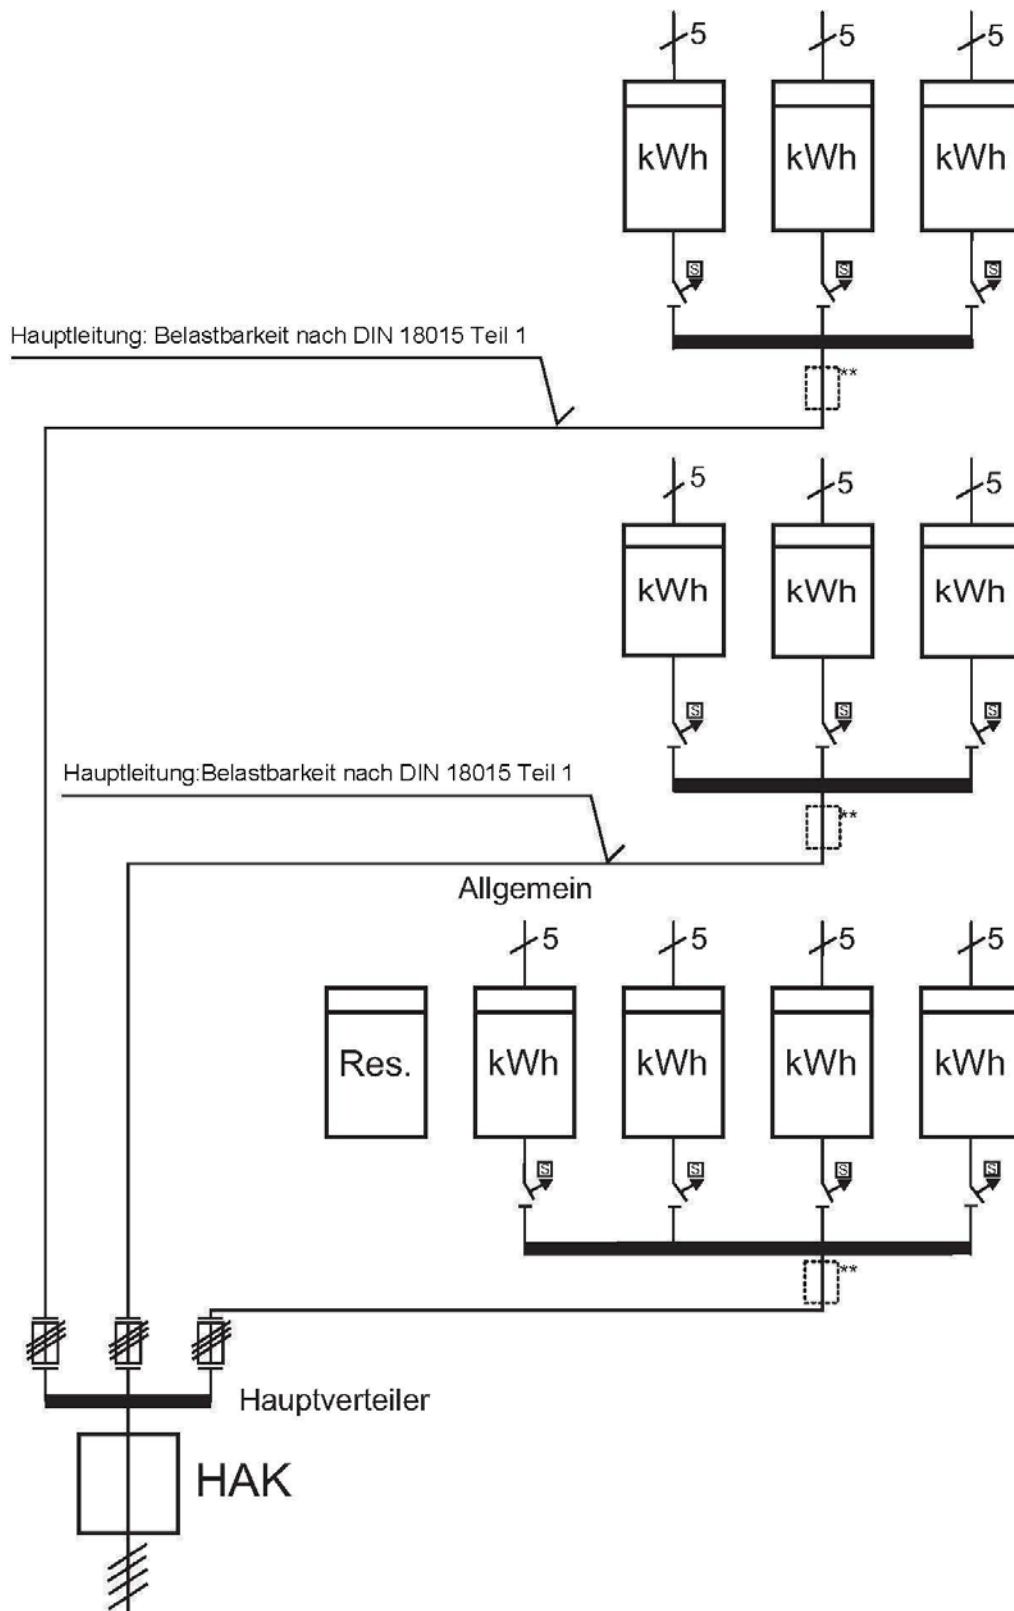 5 5 5
kWh kWh kWh
S S S
Hauptleitung: Belastbarkeit nach DIN 18015 Teil 1
**
5 5 5
kWh kWh kWh
S S S
Hauptleitung:Belastbarkeit nach DIN 18015 Teil 1
**
Allgemein
5 5 5 5
Res. kWh kWh kWh kWh
S S S S
**
Hauptverteiler
HAK